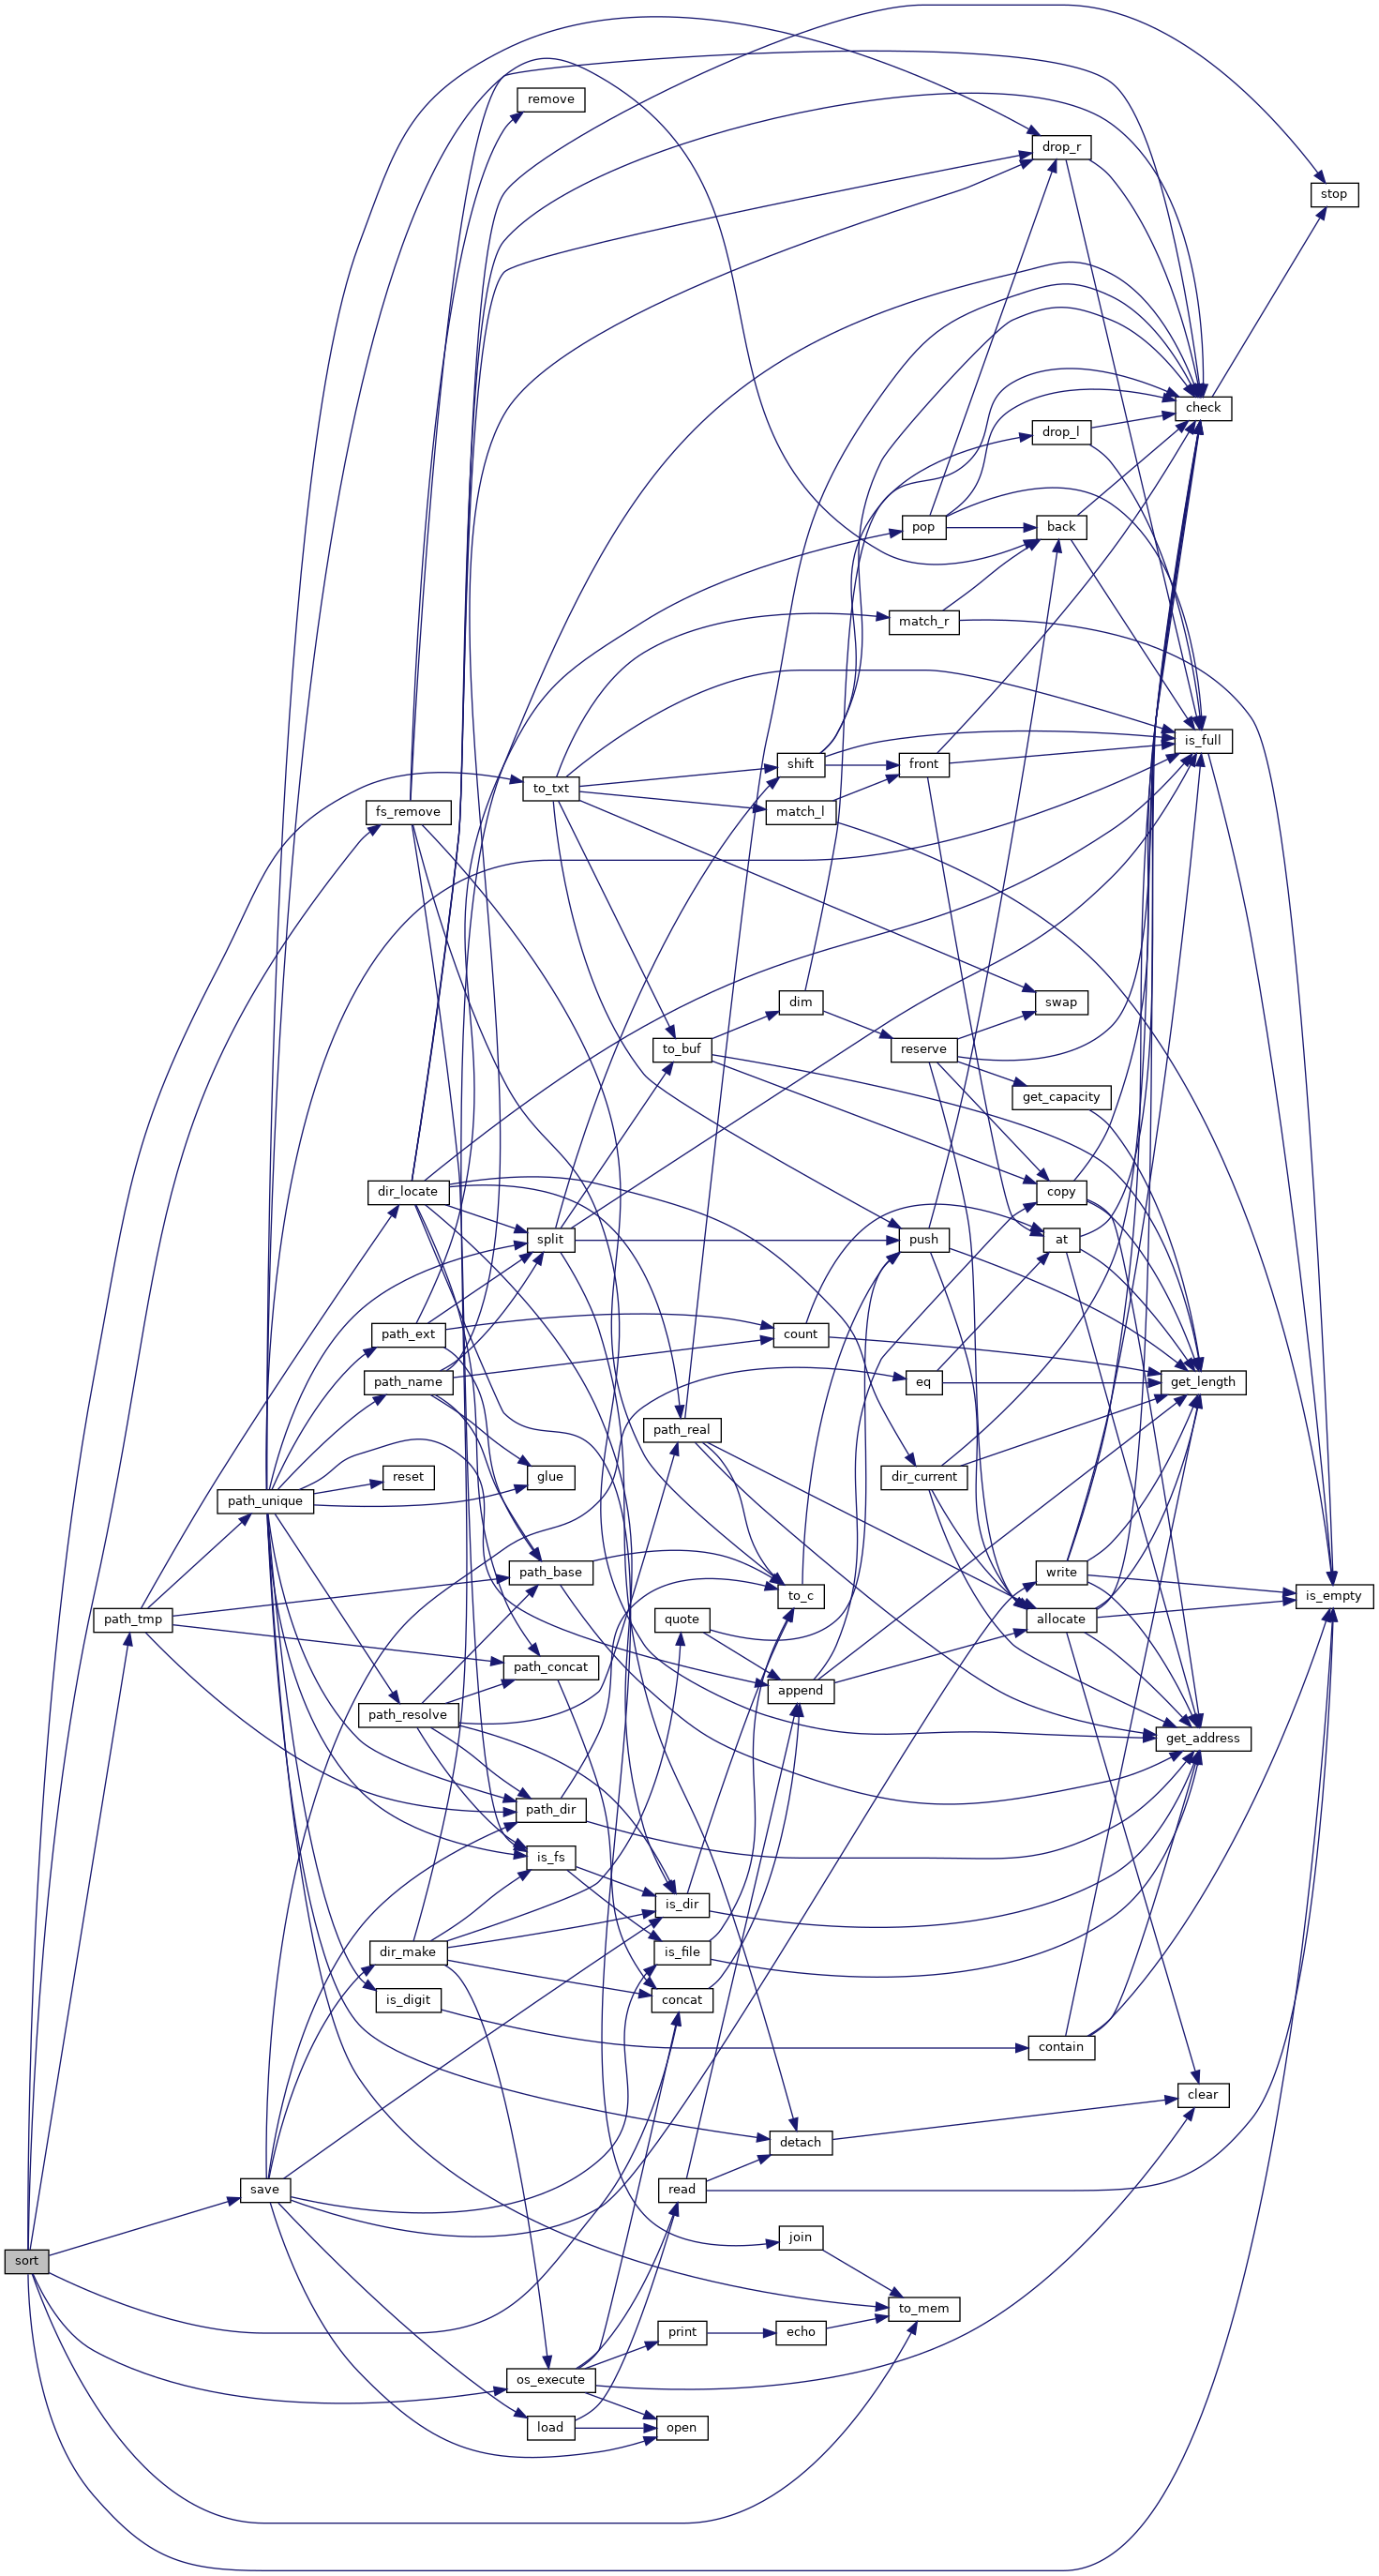 remove
drop_r
stop
check
drop_l
pop
back
match_r
is_full
shift
front
to_txt
fs_remove
match_l
dim
swap
to_buf
reserve
get_capacity
dir_locate
copy
split
push
at
path_ext
count
path_name
eq
get_length
path_real
dir_current
glue
reset
path_unique
path_base
write
to_c
is_empty
path_tmp
quote
allocate
path_concat
append
path_resolve
get_address
path_dir
is_fs
is_dir
dir_make
is_file
is_digit
concat
contain
clear
detach
save
read
join
sort
to_mem
print
echo
os_execute
load
open